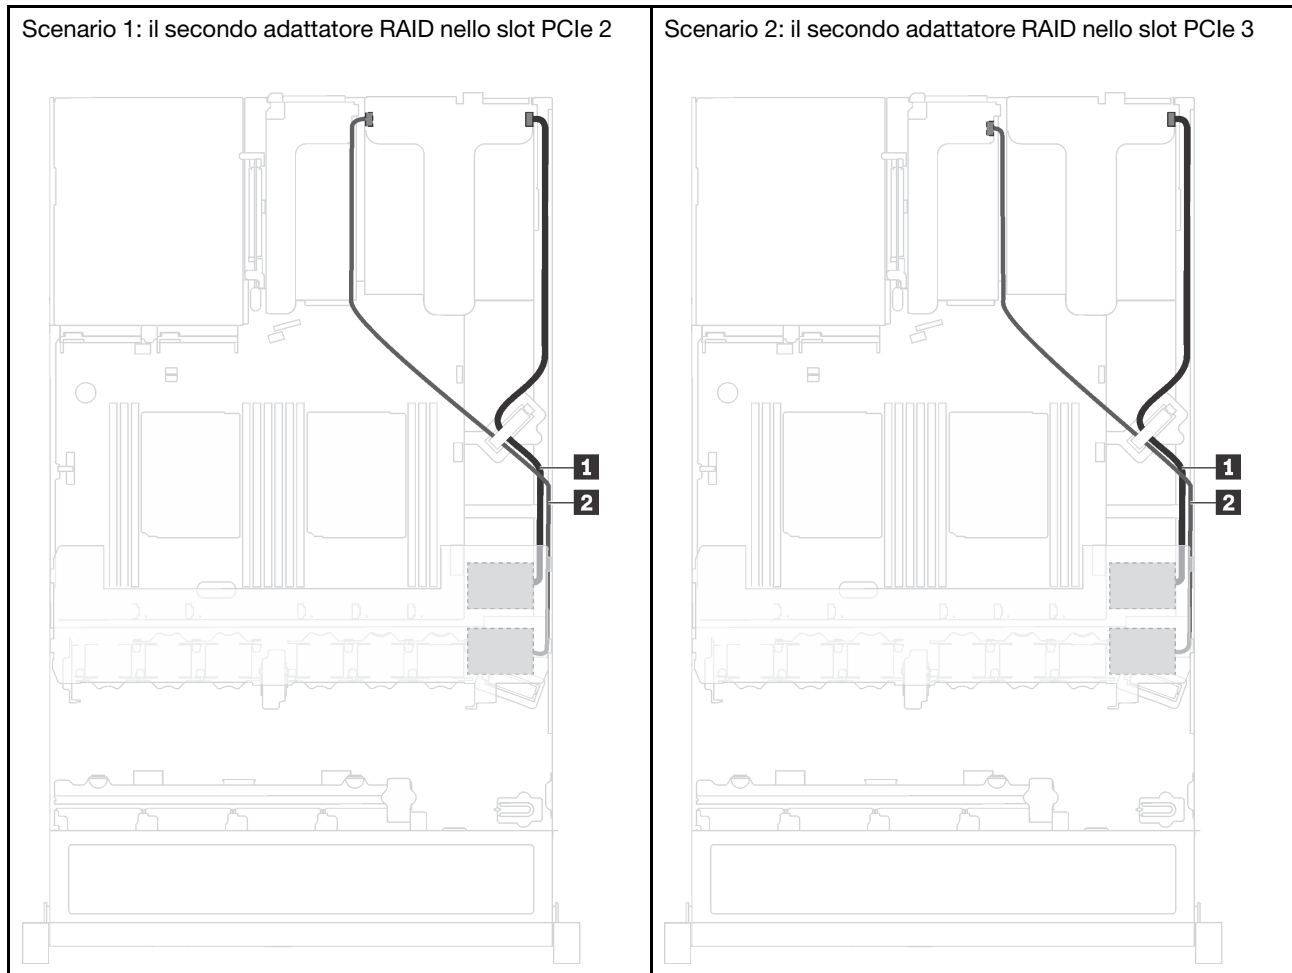 Scenario 1: il secondo adattatore RAID nello slot PCIe 2
Scenario 2: il secondo adattatore RAID nello slot PCIe 3
1
2
1
2